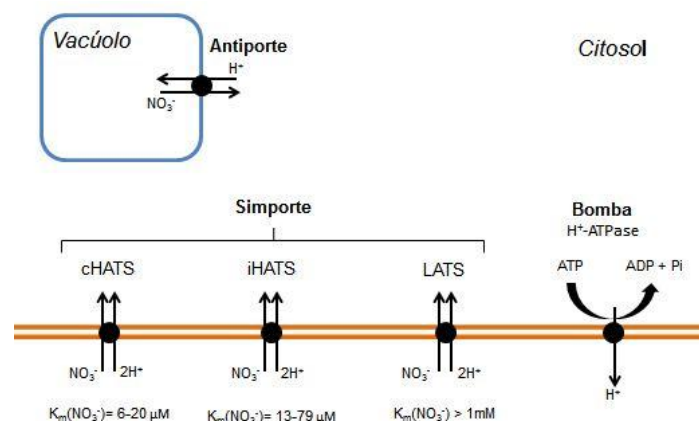 Vacúolo
Antiporte
Citosol
H⁺
NO₃⁻
Simporte
Bomba
H⁺-ATPase
cHATS
iHATS
LATS
ATP
ADP + Pi
NO₃⁻ 2H⁺
NO₃⁻ 2H⁺
NO₃⁻ 2H⁺
H⁺
Kₘ(NO₃⁻)= 6-20 µM
Kₘ(NO₃⁻)= 13-79 µM
Kₘ(NO₃⁻) > 1mM